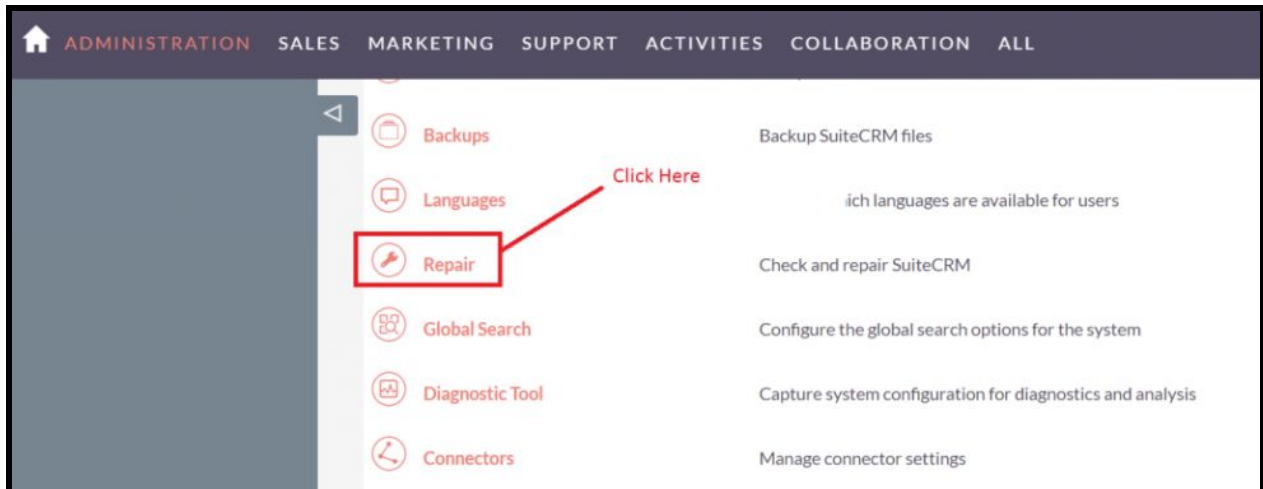 ADMINISTRATION SALES MARKETING SUPPORT ACTIVITIES COLLABORATION ALL
Backups Backup SuiteCRM files
Click Here
Languages ich languages are available for users
Repair Check and repair SuiteCRM
Global Search Configure the global search options for the system
Diagnostic Tool Capture system configuration for diagnostics and analysis
Connectors Manage connector settings